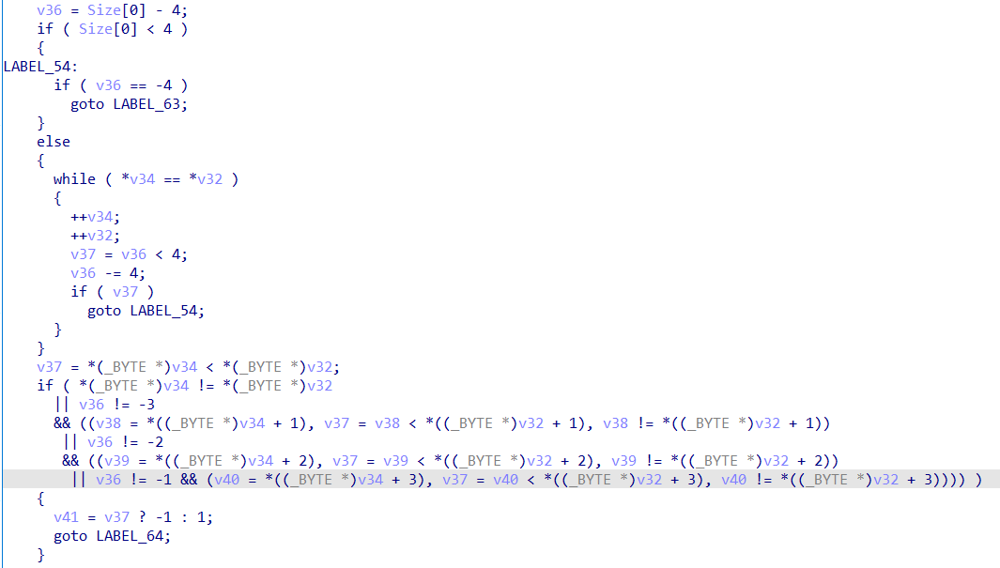 v36 = Size[0] - 4;
if ( Size[0] < 4 )
{
LABEL_54:
if ( v36 == -4 )
goto LABEL_63;
}
else
{
while ( *v34 == *v32 )
{
++v34;
++v32;
v37 = v36 < 4;
v36 -= 4;
if ( v37 )
goto LABEL_54;
}
}
v37 = *(_BYTE *)v34 < *(_BYTE *)v32;
if ( *(_BYTE *)v34 != *(_BYTE *)v32
|| v36 != -3
&& ((v38 = *((_BYTE *)v34 + 1), v37 = v38 < *((_BYTE *)v32 + 1), v38 != *((_BYTE *)v32 + 1))
|| v36 != -2
&& ((v39 = *((_BYTE *)v34 + 2), v37 = v39 < *((_BYTE *)v32 + 2), v39 != *((_BYTE *)v32 + 2))
|| v36 != -1 && (v40 = *((_BYTE *)v34 + 3), v37 = v40 < *((_BYTE *)v32 + 3), v40 != *((_BYTE *)v32 + 3)))) )
{
v41 = v37 ? -1 : 1;
goto LABEL_64;
}